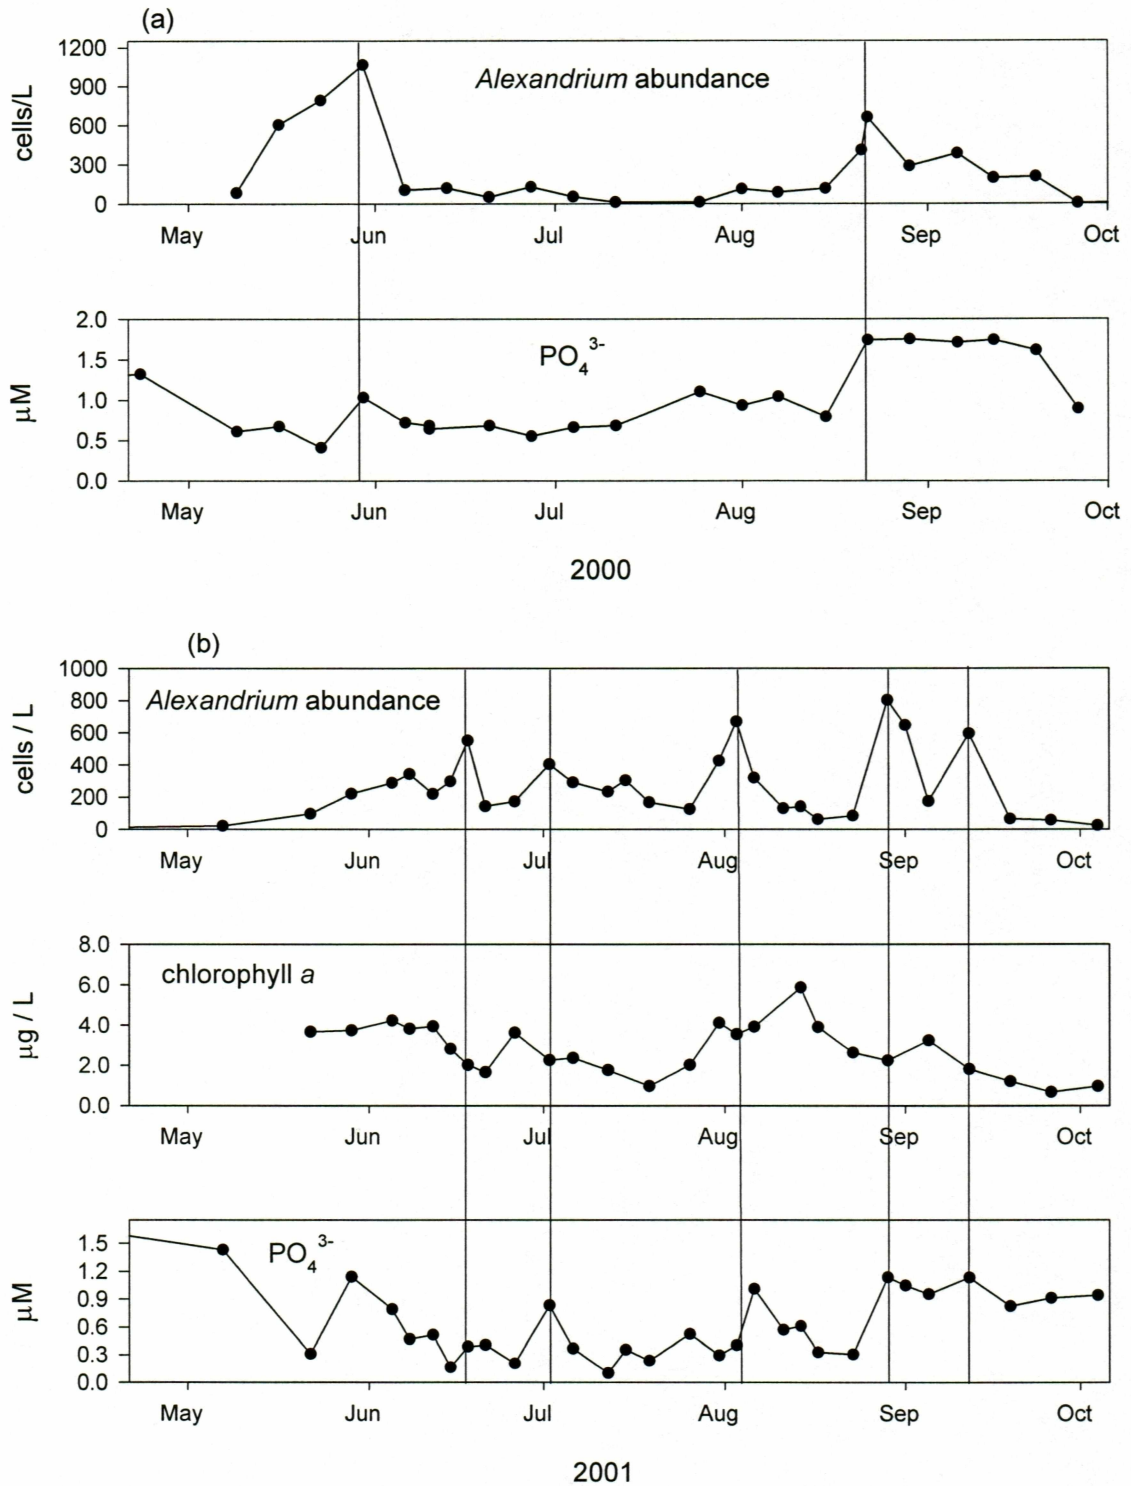 (a)
1200
900
600
300
0
cells/L
Alexandrium abundance
May Jun Jul Aug Sep Oct
2.0
1.5
1.0
0.5
0.0
μM
PO₄³⁻
May Jun Jul Aug Sep Oct
2000
(b)
1000
800
600
400
200
0
cells / L
Alexandrium abundance
May Jun Jul Aug Sep Oct
8.0
6.0
4.0
2.0
0.0
μg / L
chlorophyll a
May Jun Jul Aug Sep Oct
1.5
1.2
0.9
0.6
0.3
0.0
μM
PO₄³⁻
May Jun Jul Aug Sep Oct
2001